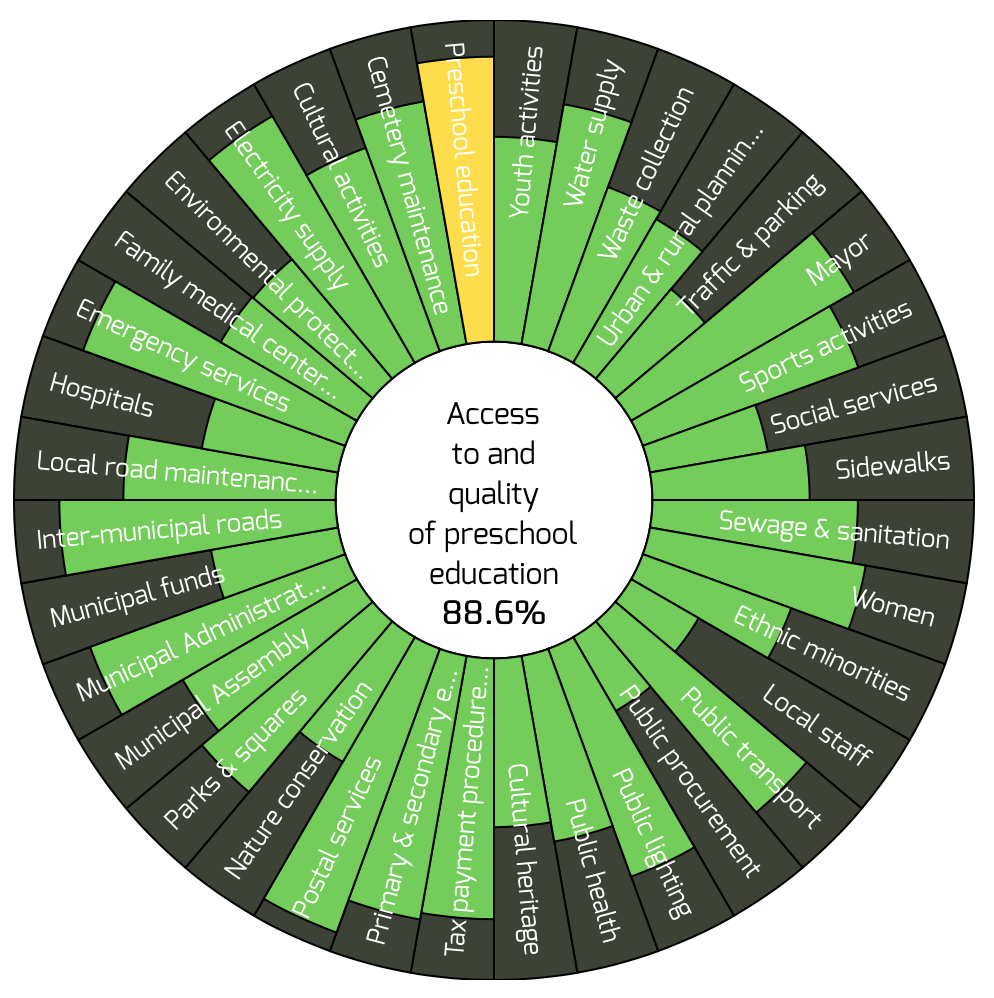 Access
to and
quality
of preschool
education
88.6%
Youth activities
Water supply
Waste collection
Urban & rural plannin...
Traffic & parking
Mayor
Sports activities
Social services
Sidewalks
Sewage & sanitation
Women
Ethnic minorities
Local staff
Public transport
Public procurement
Public lighting
Public health
Cultural heritage
Tax payment procedure...
Primary & secondary e...
Postal services
Nature conservation
Parks & squares
Municipal Assembly
Municipal Administrat...
Municipal funds
Inter-municipal roads
Local road maintenanc...
Hospitals
Emergency services
Family medical center...
Environmental protect...
Electricity supply
Cultural activities
Cemetery maintenance
Preschool education